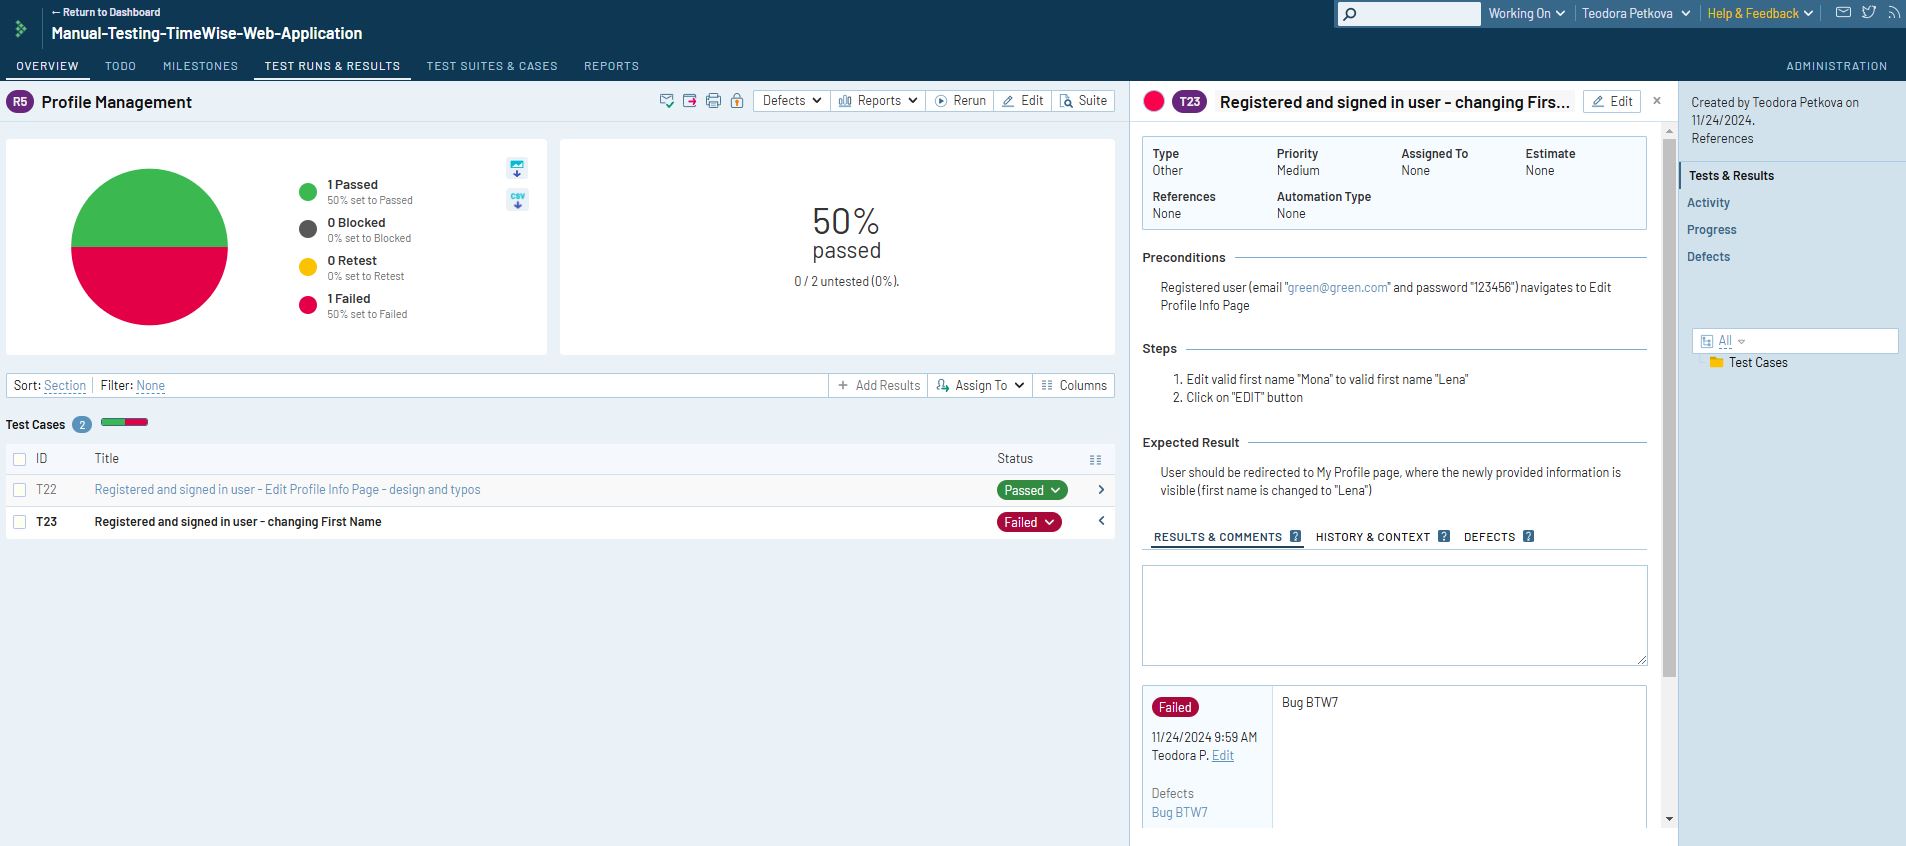 ← Return to Dashboard
Manual-Testing-TimeWise-Web-Application
Working On
Teodora Petkova
Help & Feedback
OVERVIEW
TODO
MILESTONES
TEST RUNS & RESULTS
TEST SUITES & CASES
REPORTS
ADMINISTRATION
R5 Profile Management
Defects
Reports
Rerun
Edit
Suite
1 Passed
50% set to Passed
0 Blocked
0% set to Blocked
0 Retest
0% set to Retest
1 Failed
50% set to Failed
CSV
50%
passed
0 / 2 untested (0%).
Sort: Section
Filter: None
+ Add Results
Assign To
Columns
Test Cases 2
ID Title Status
T22 Registered and signed in user - Edit Profile Info Page - design and typos Passed
T23 Registered and signed in user - changing First Name Failed
T23 Registered and signed in user - changing Firs... Edit ×
Type Priority Assigned To Estimate
Other Medium None None
References Automation Type
None None
Preconditions
Registered user (email "green@green.com" and password "123456") navigates to Edit
Profile Info Page
Steps
1. Edit valid first name "Mona" to valid first name "Lena"
2. Click on "EDIT" button
Expected Result
User should be redirected to My Profile page, where the newly provided information is
visible (first name is changed to "Lena")
RESULTS & COMMENTS ? HISTORY & CONTEXT ? DEFECTS ?
Failed
11/24/2024 9:59 AM
Teodora P. Edit
Defects
Bug BTW7
Bug BTW7
Created by Teodora Petkova on
11/24/2024.
References
Tests & Results
Activity
Progress
Defects
All
Test Cases